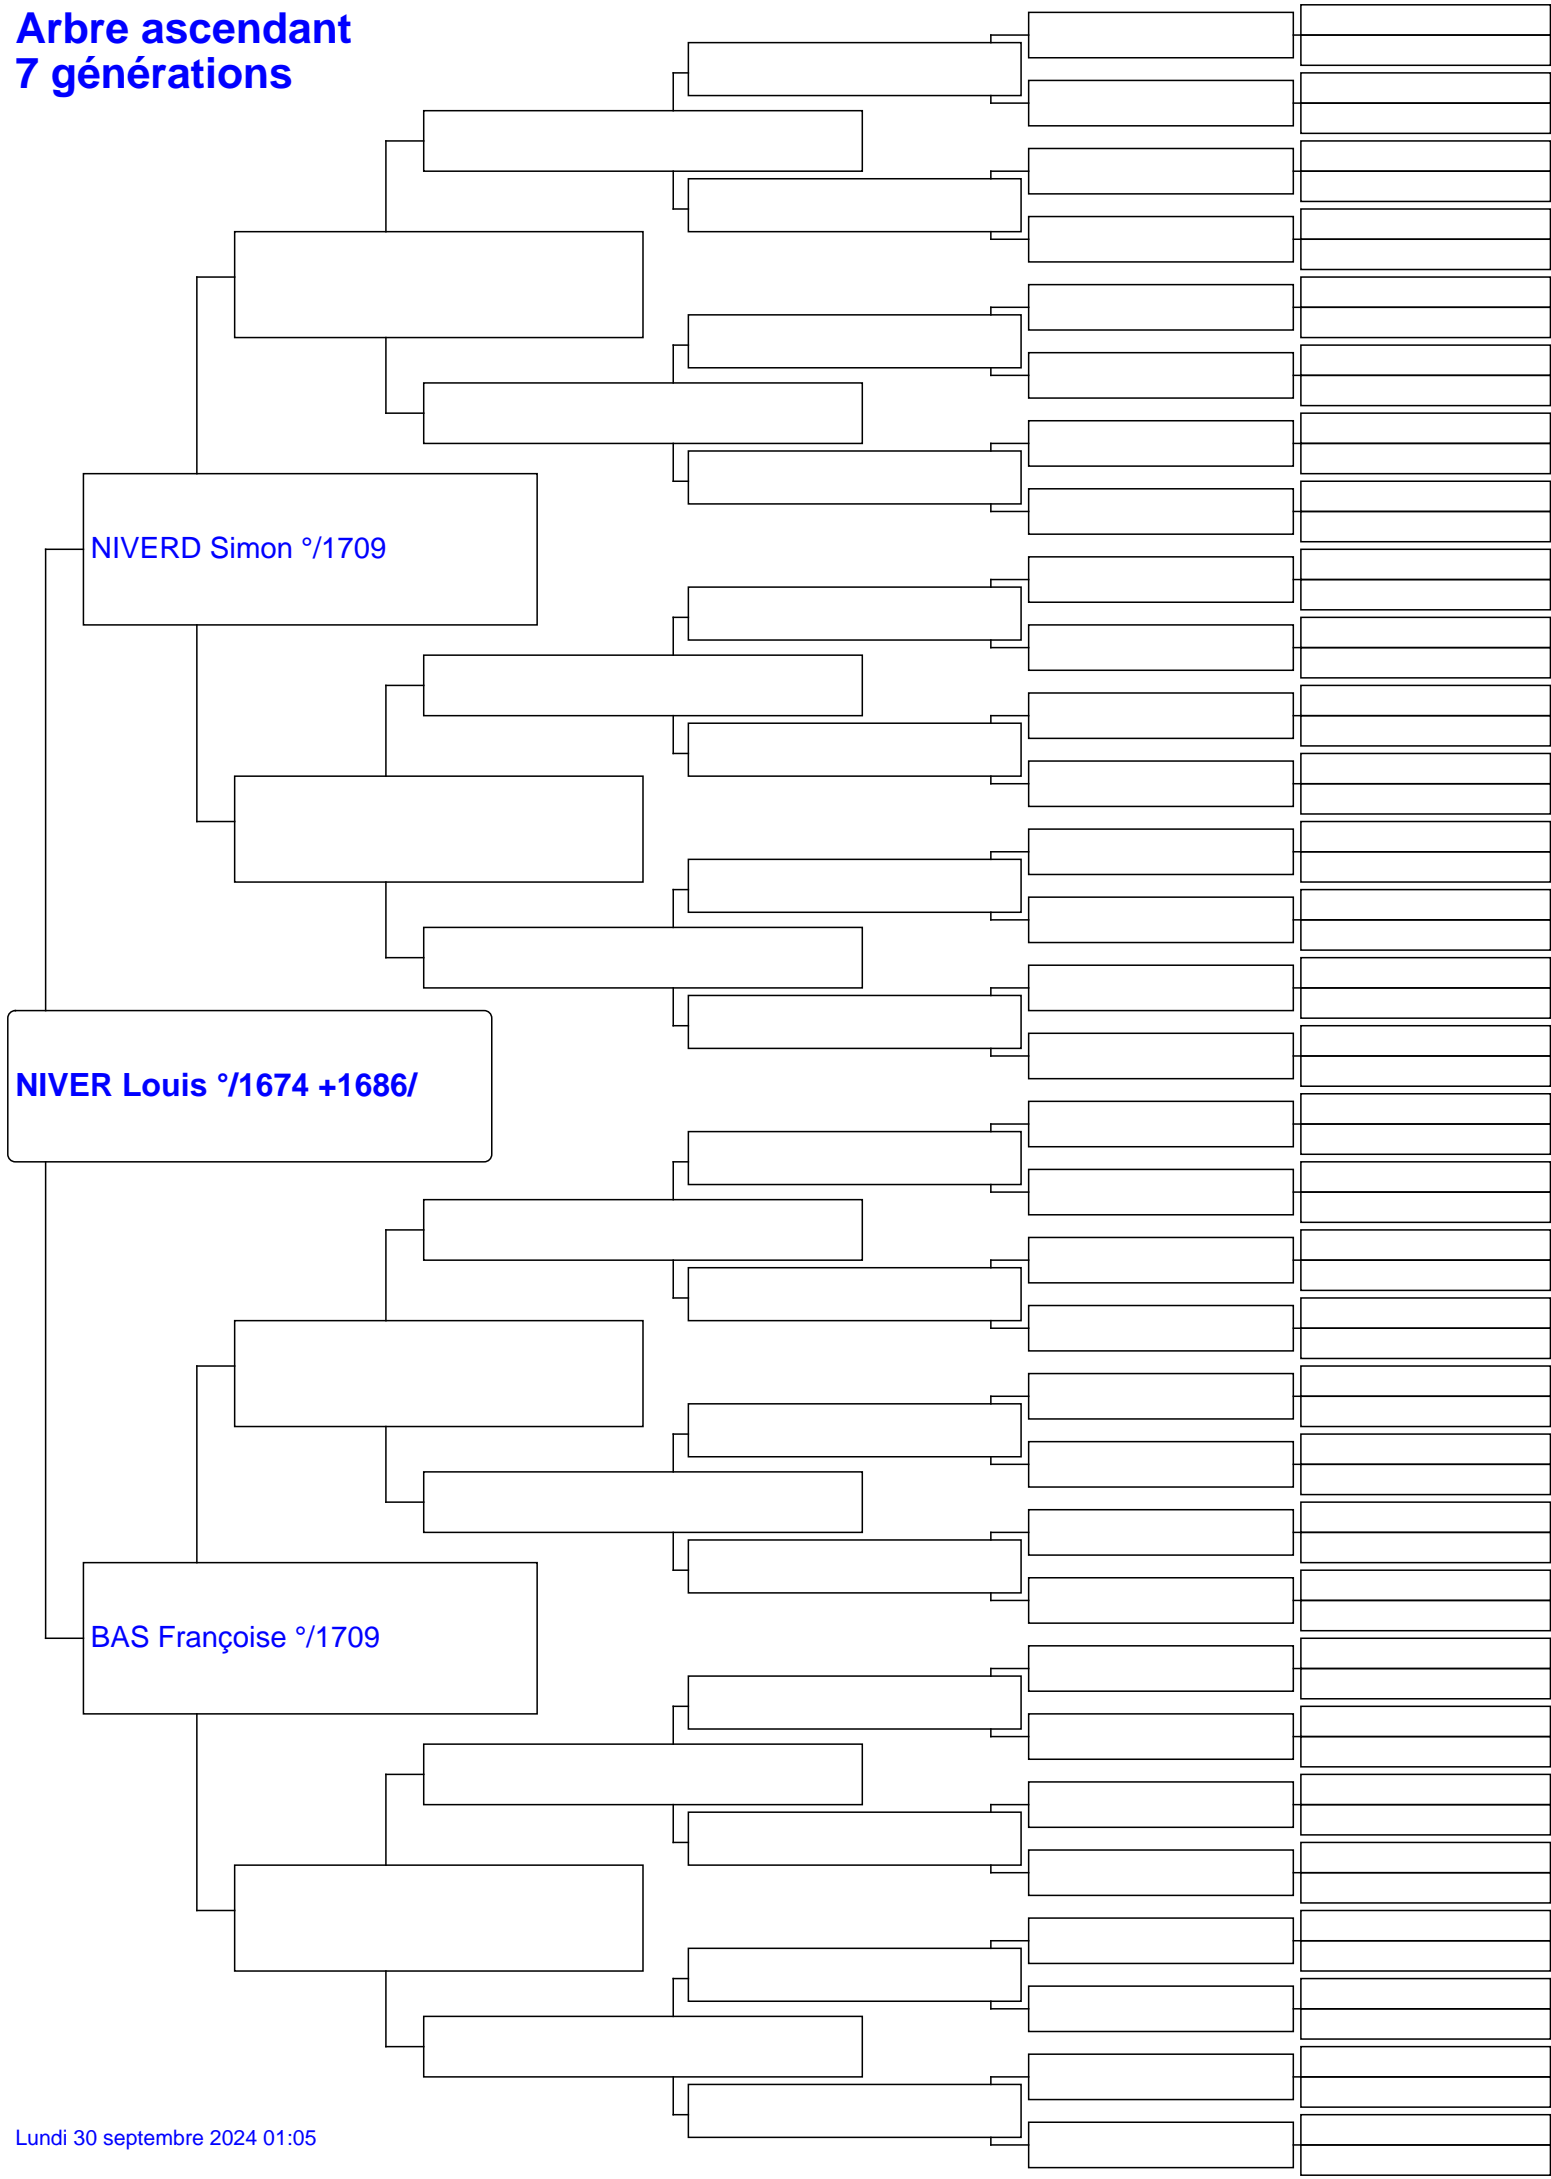 Arbre ascendant
7 générations
NIVERD Simon °/1709
NIVER Louis °/1674 +1686/
BAS Françoise °/1709
Lundi 30 septembre 2024 01:05